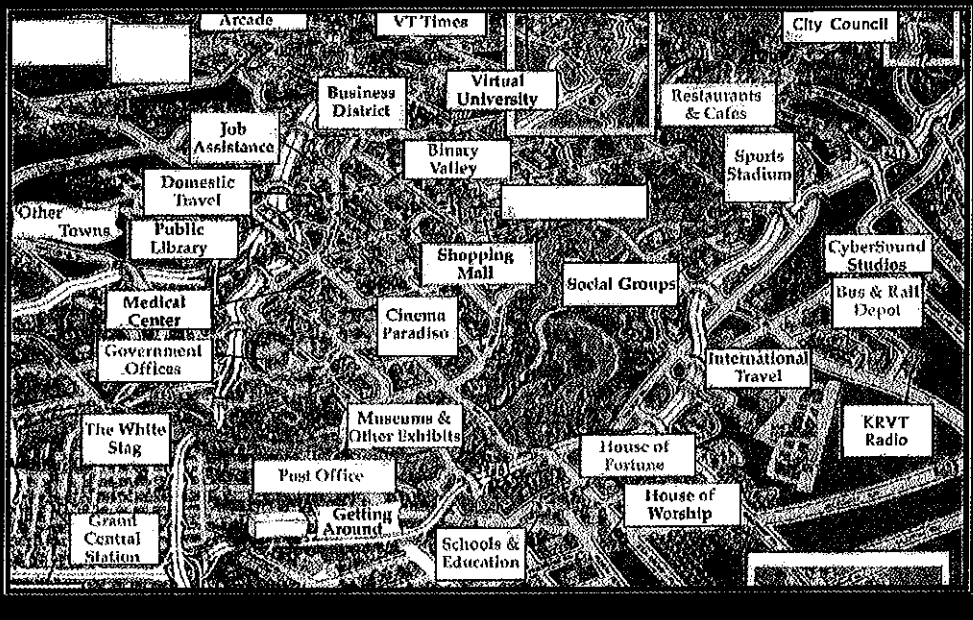 Arcade
VT Times
City Council
Business
District
Virtual
University
Restaurants
& Cafes
Job
Assistance
Binary
Valley
Sports
Stadium
Domestic
Travel
Other
Towns
Public
Library
Shopping
Mall
CyberSound
Studios
Social Groups
Bus & Rail
Depot
Medical
Center
Cinema
Paradiso
Government
Offices
International
Travel
The White
Stag
Museums &
Other Exhibits
KRVT
Radio
House of
Fortune
Post Office
House of
Worship
Getting
Around
Grand
Central
Station
Schools &
Education